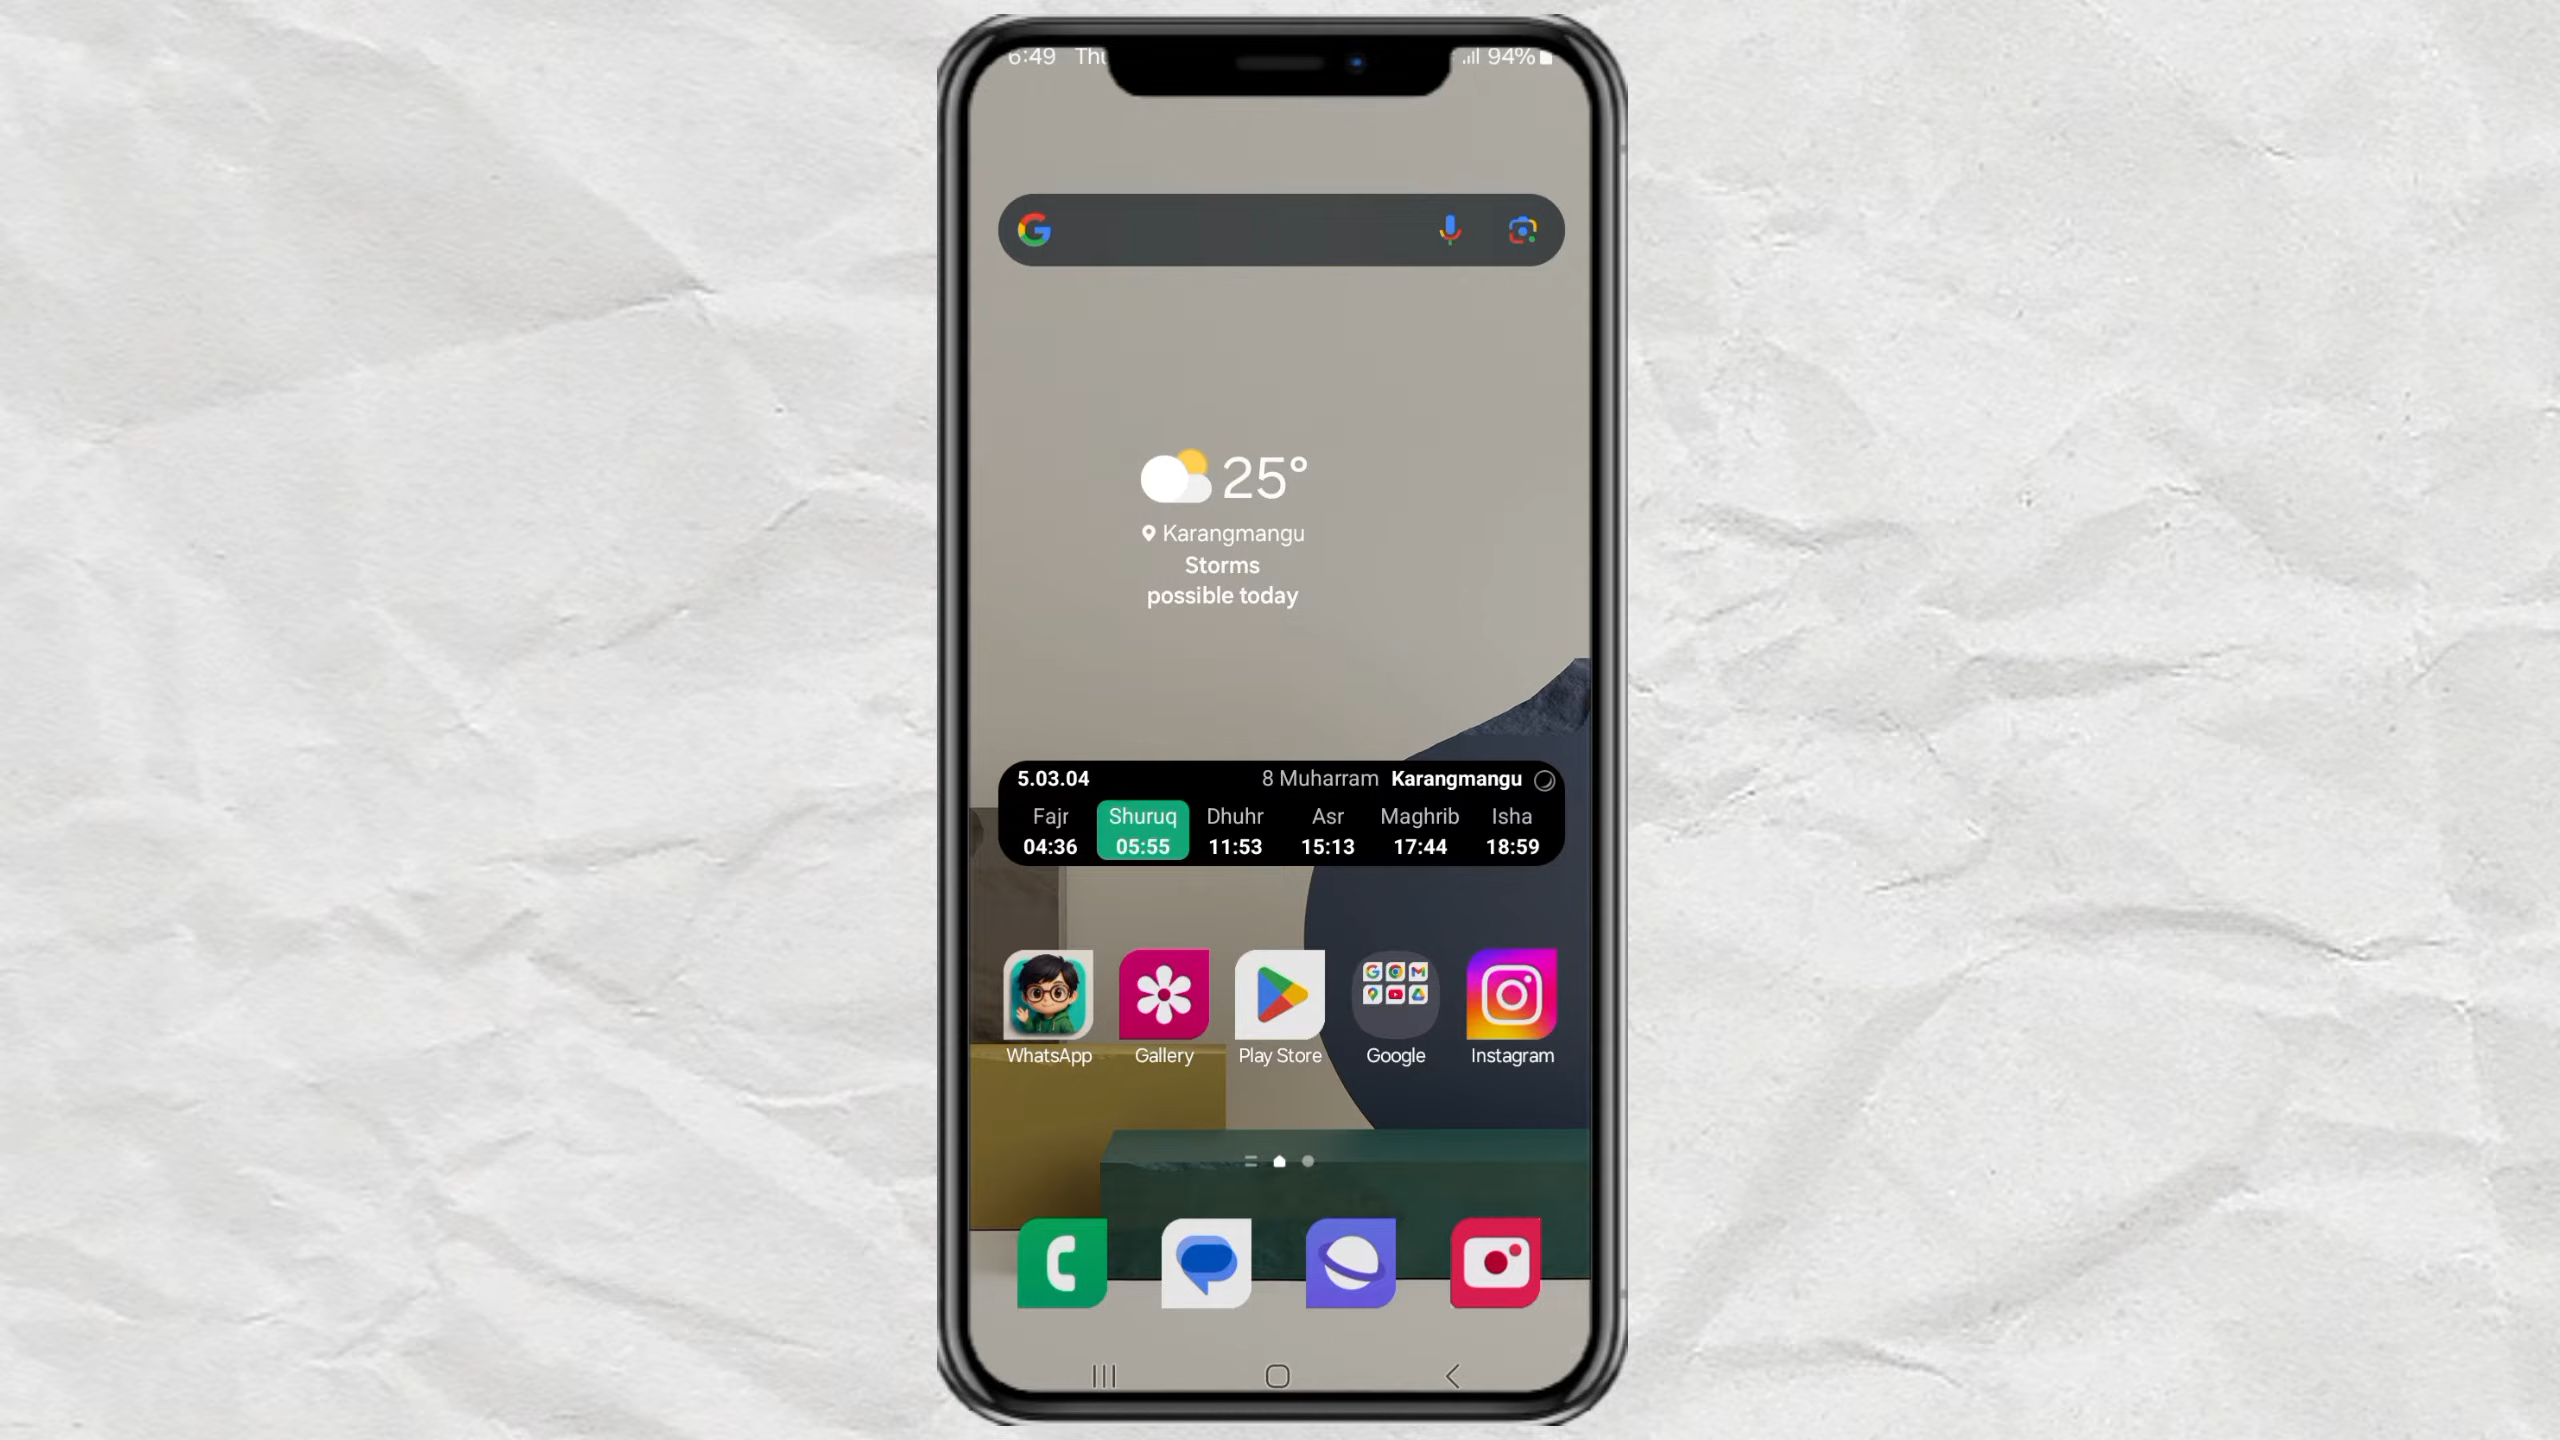 6:49 Thu 94%
25°
Karangmangu
Storms
possible today
5.03.04 8 Muharram Karangmangu
Fajr Shuruq Dhuhr Asr Maghrib Isha
04:36 05:55 11:53 15:13 17:44 18:59
WhatsApp Gallery Play Store Google Instagram